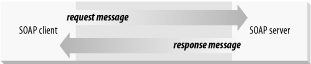 request message
SOAP client
SOAP server
response message